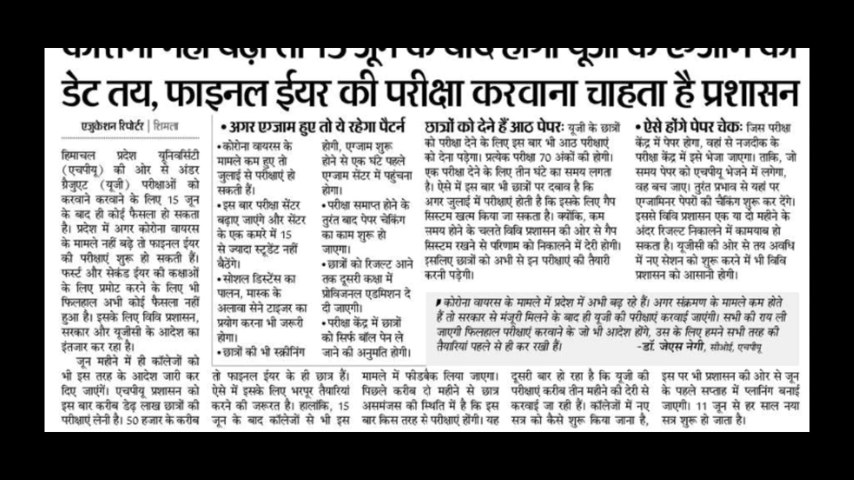 डेट तय, फाइनल ईयर की परीक्षा करवाना चाहता है प्रशासन
एजुकेशन रिपोर्टर | शिमला
हिमाचल प्रदेश यूनिवर्सिटी
(एचपीयू) की ओर से अंडर
ग्रैजुएट (यूजी) परीक्षाओं को
करवाने करवाने के लिए 15 जून
के बाद ही कोई फैसला हो सकता
है। प्रदेश में अगर कोरोना वायरस
के मामले नहीं बढ़े तो फाइनल ईयर
की परीक्षाएं शुरू हो सकती हैं।
फर्स्ट और सेकंड ईयर की कक्षाओं
के लिए प्रमोट करने के लिए भी
फिलहाल अभी कोई फैसला नहीं
हुआ है। इसके लिए विवि प्रशासन,
सरकार और यूजीसी के आदेश का
इंतजार कर रहा है।
जून महीने में ही कॉलेजों को
भी इस तरह के आदेश जारी कर
दिए जाएंगें। एचपीयू प्रशासन को
इस बार करीब डेढ़ लाख छात्रों की
परीक्षाएं लेनी है। 50 हजार के करीब
• अगर एग्जाम हुए तो ये रहेगा पैटर्न
• कोरोना वायरस के
मामले कम हुए तो
जुलाई से परीक्षाएं हो
सकती हैं।
• इस बार परीक्षा सेंटर
बढ़ाए जाएंगे और सेंटर
के एक कमरे में 15
से ज्यादा स्टूडेंट नहीं
बैठेंगे।
• सोशल डिस्टेंस का
पालन, मास्क के
अलावा सेने टाइजर का
प्रयोग करना भी जरूरी
होगा।
• छात्रों की भी स्क्रीनिंग
होगी, एग्जाम शुरू
होने से एक घंटे पहले
एग्जाम सेंटर में पहुंचना
होगा।
• परीक्षा समाप्त होने के
तुरंत बाद पेपर चेकिंग
का काम शुरू हो
जाएगा।
• छात्रों को रिजल्ट आने
तक दूसरी कक्षा में
प्रोविजनल एडमिशन दे
दी जाएगी।
• परीक्षा केंद्र में छात्रों
को सिर्फ बॉल पेन ले
जाने की अनुमति होगी।
छात्रों को देने हैं आठ पेपर: यूजी के छात्रों
को परीक्षा देने के लिए इस बार भी आठ परीक्षाएं
को देना पड़ेगा। प्रत्येक परीक्षा 70 अंकों की होगी।
एक परीक्षा देने के लिए तीन घंटे का समय लगता
है। ऐसे में इस बार भी छात्रों पर दबाव है कि
अगर जुलाई में परीक्षाएं होती है कि इसके लिए गैप
सिस्टम खत्म किया जा सकता है। क्योंकि, कम
समय होने के चलते विवि प्रशासन की ओर से गैप
सिस्टम रखने से परिणाम को निकालने में देरी होगी।
इसलिए छात्रों को अभी से इन परीक्षाओं की तैयारी
करनी पड़ेगी।
• ऐसे होंगे पेपर चेक: जिस परीक्षा
केंद्र में पेपर होगा, वहां से नजदीक के
परीक्षा केंद्र में इसे भेजा जाएगा। ताकि, जो
समय पेपर को एचपीयू भेजने में लगेगा,
वह बच जाए। तुरंत प्रभाव से यहां पर
एग्जामिनर पेपरों की चैकिंग शुरू कर देंगे।
इससे विवि प्रशासन एक या दो महीने के
अंदर रिजल्ट निकालने में कामयाब हो
सकता है। यूजीसी की ओर से तय अवधि
में नए सेशन को शुरू करने में भी विवि
प्रशासन को आसानी होगी।
कोरोना वायरस के मामले में प्रदेश में अभी बढ़ रहे हैं। अगर संक्रमण के मामले कम होते
हैं तो सरकार से मंजूरी मिलने के बाद ही यूजी की परीक्षाएं करवाई जाएंगी। सभी की राय ली
जाएगी फिलहाल परीक्षाएं करवाने के जो भी आदेश होंगे, उस के लिए हमने सभी तरह की
तैयारियां पहले से ही कर रखी हैं। -डॉ. जेएस नेगी, सीओई, एचपीयू
तो फाइनल ईयर के ही छात्र हैं।
ऐसे में इसके लिए भरपूर तैयारियां
करने की जरूरत है। हालांकि, 15
जून के बाद कॉलेजों से भी इस
मामले में फीडबैक लिया जाएगा।
पिछले करीब दो महीने से छात्र
असमंजस की स्थिति में है कि इस
बार किस तरह से परीक्षाएं होंगी। यह
दूसरी बार हो रहा है कि यूजी की
परीक्षाएं करीब तीन महीने की देरी से
करवाई जा रही हैं। कॉलेजों में नए
सत्र को कैसे शुरू किया जाना है,
इस पर भी प्रशासन की ओर से जून
के पहले सप्ताह में प्लानिंग बनाई
जाएगी। 11 जून से हर साल नया
सत्र शुरू हो जाता है।